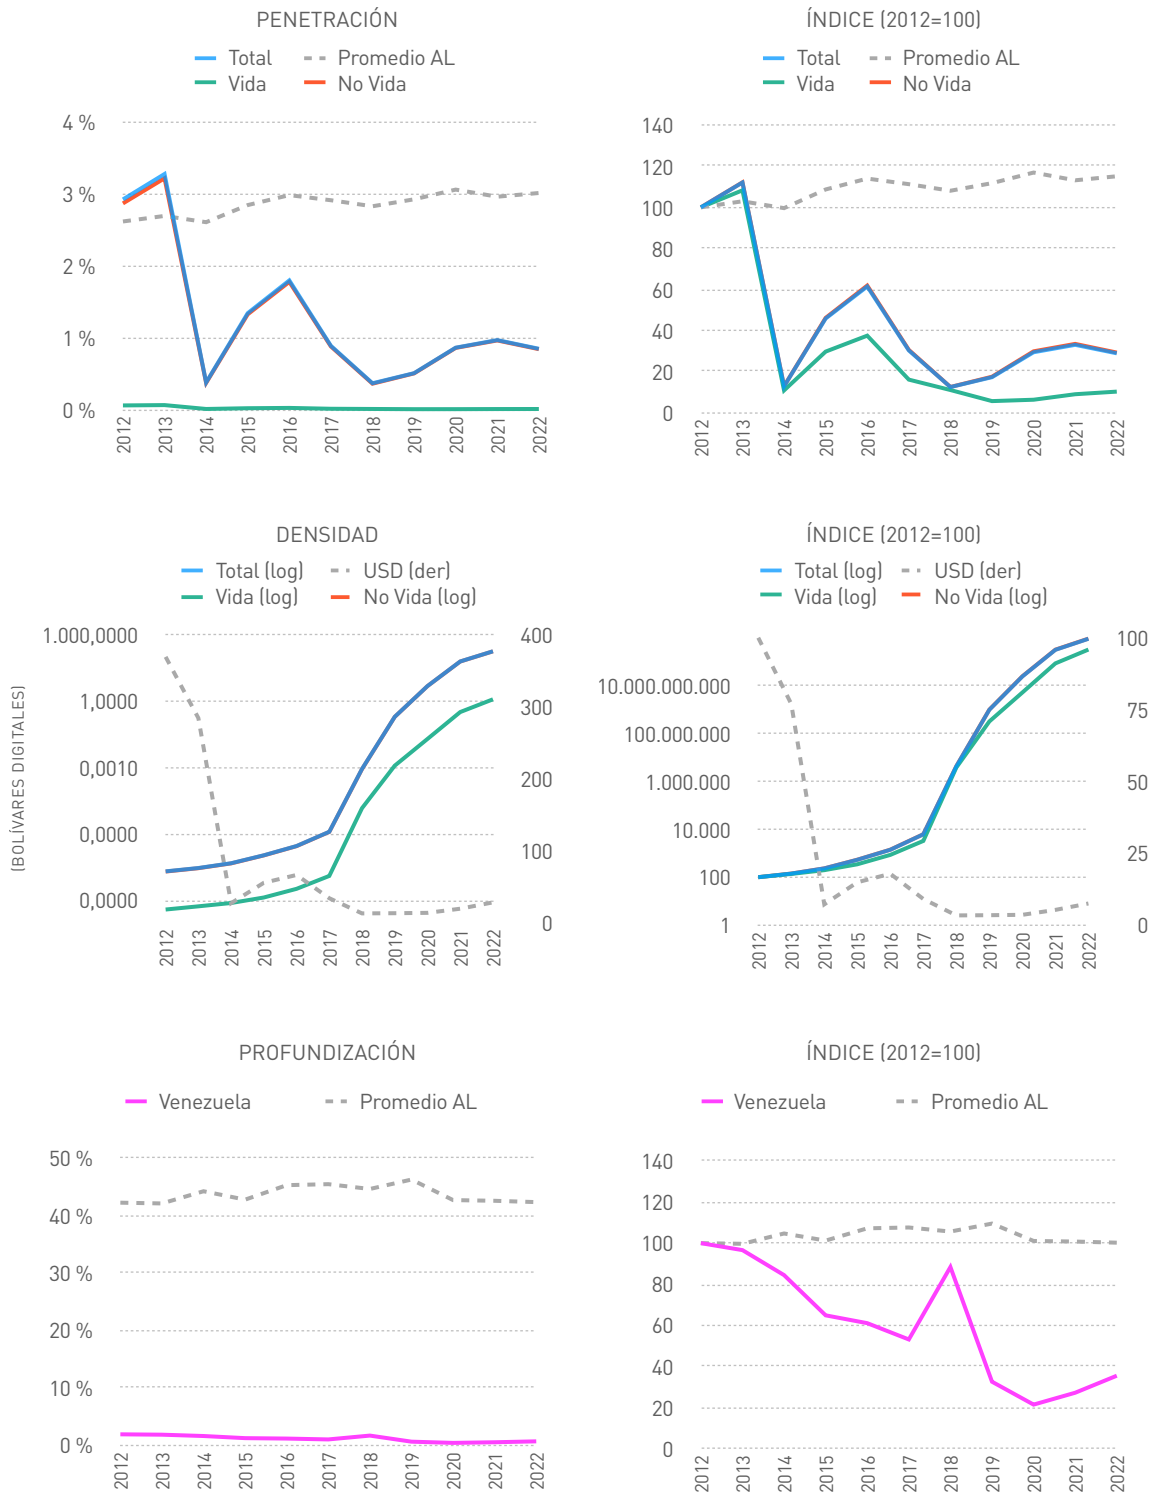 PENETRACIÓN
Total Promedio AL
Vida No Vida
4 %
3 %
2 %
1 %
0 %
2012 2013 2014 2015 2016 2017 2018 2019 2020 2021 2022
ÍNDICE (2012=100)
Total Promedio AL
Vida No Vida
140
120
100
80
60
40
20
0
2012 2013 2014 2015 2016 2017 2018 2019 2020 2021 2022
DENSIDAD
Total (log) USD (der)
Vida (log) No Vida (log)
(BOLÍVARES DIGITALES)
1.000,0000 400
1,0000 300
0,0010 200
0,0000 100
0,0000 0
2012 2013 2014 2015 2016 2017 2018 2019 2020 2021 2022
ÍNDICE (2012=100)
Total (log) USD (der)
Vida (log) No Vida (log)
100
10.000.000.000
75
100.000.000
1.000.000 50
10.000
25
100
1 0
2012 2013 2014 2015 2016 2017 2018 2019 2020 2021 2022
PROFUNDIZACIÓN
Venezuela Promedio AL
50 %
40 %
30 %
20 %
10 %
0 %
2012 2013 2014 2015 2016 2017 2018 2019 2020 2021 2022
ÍNDICE (2012=100)
Venezuela Promedio AL
140
120
100
80
60
40
20
0
2012 2013 2014 2015 2016 2017 2018 2019 2020 2021 2022